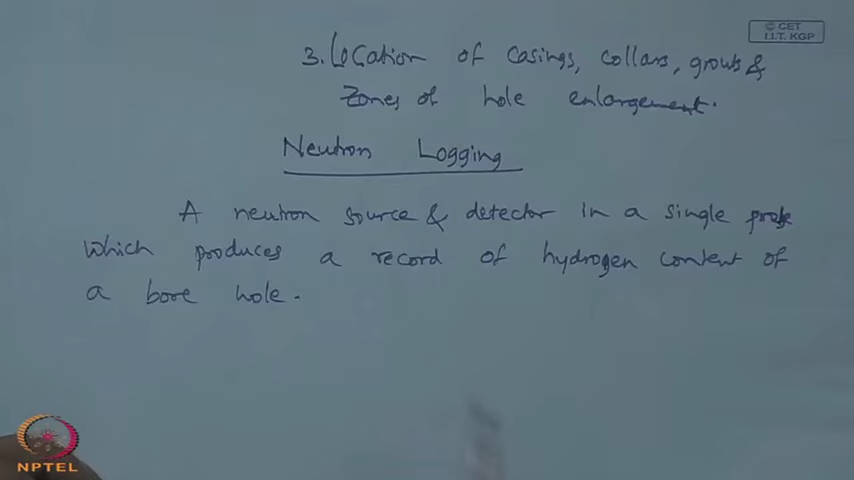 © CET
I.I.T. KGP
3. Location of casings, collars, grouts &
Zones of hole enlargement.
Neutron Logging
A neutron source & detector in a single probe
which produces a record of hydrogen content of
a bore hole.
NPTEL